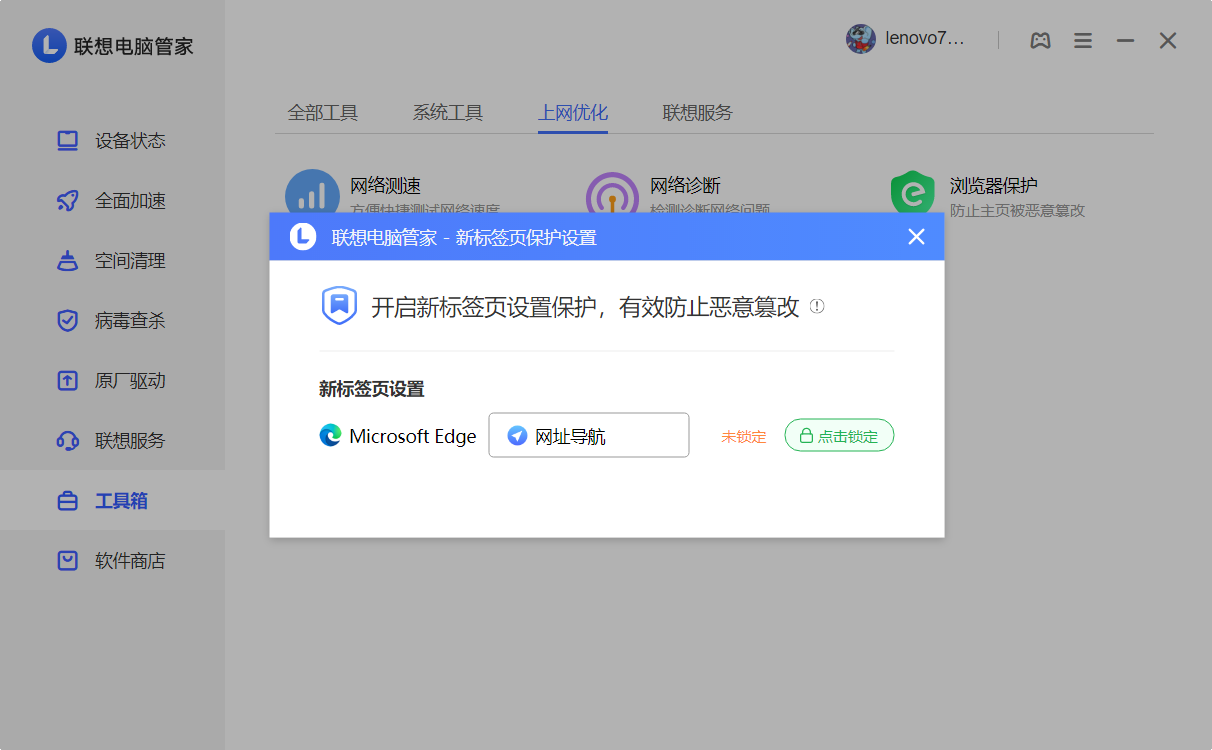 联想电脑管家
lenovo7...
全部工具
系统工具
上网优化
联想服务
设备状态
全面加速
空间清理
病毒查杀
原厂驱动
联想服务
工具箱
软件商店
网络测速
方便快捷测试网络速度
网络诊断
检测诊断网络问题
浏览器保护
防止主页被恶意篡改
联想电脑管家 - 新标签页保护设置
开启新标签页设置保护，有效防止恶意篡改
新标签页设置
Microsoft Edge
网址导航
未锁定
点击锁定